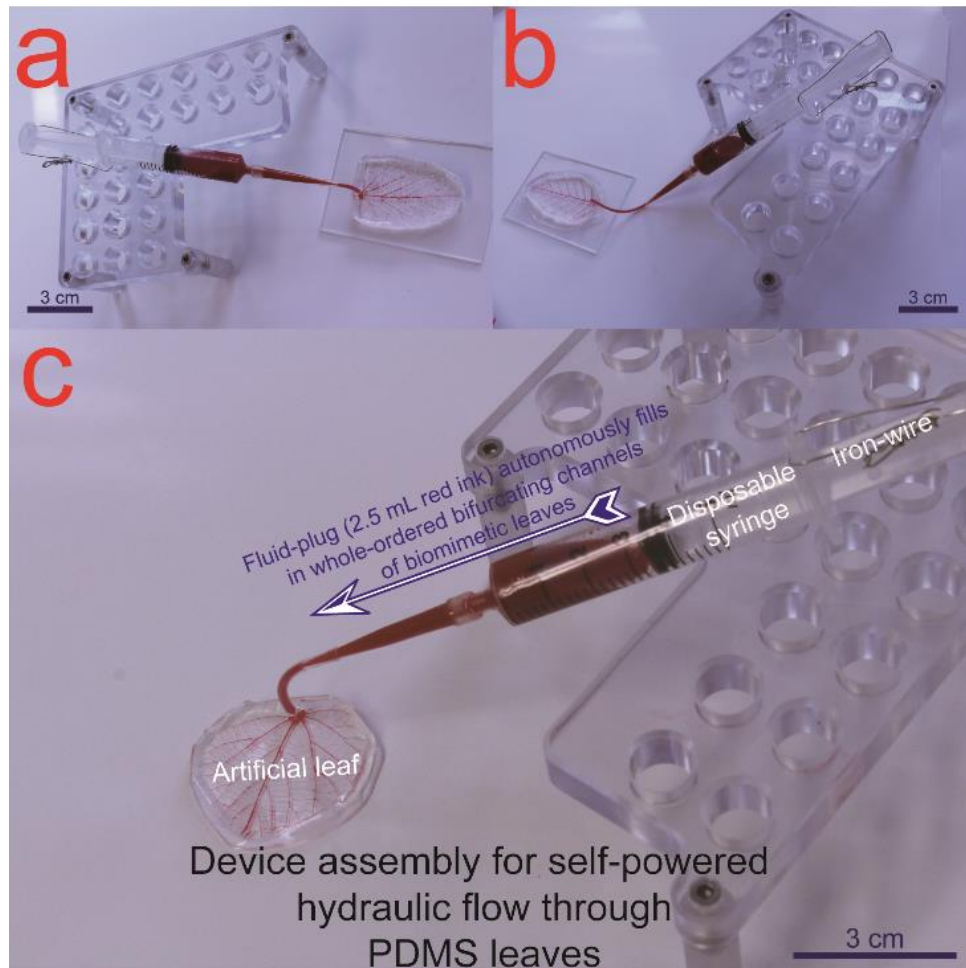 a
b
3 cm
3 cm
c
Fluid-plug (2.5 mL red ink) autonomously fills
in whole-ordered bifurcating channels
of biomimetic leaves
Iron-wire
Disposable
syringe
Artificial leaf
Device assembly for self-powered
hydraulic flow through
PDMS leaves
3 cm